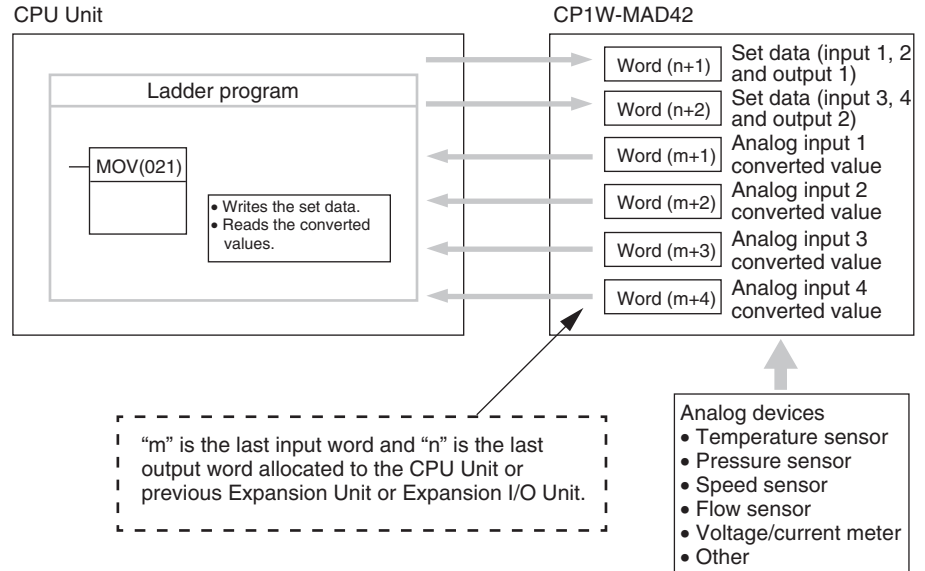 CPU Unit
CP1W-MAD42
Ladder program
MOV(021)
• Writes the set data.
• Reads the converted
values.
Word (n+1)
Set data (input 1, 2
and output 1)
Word (n+2)
Set data (input 3, 4
and output 2)
Word (m+1)
Analog input 1
converted value
Word (m+2)
Analog input 2
converted value
Word (m+3)
Analog input 3
converted value
Word (m+4)
Analog input 4
converted value
“m” is the last input word and “n” is the last
output word allocated to the CPU Unit or
previous Expansion Unit or Expansion I/O Unit.
Analog devices
• Temperature sensor
• Pressure sensor
• Speed sensor
• Flow sensor
• Voltage/current meter
• Other